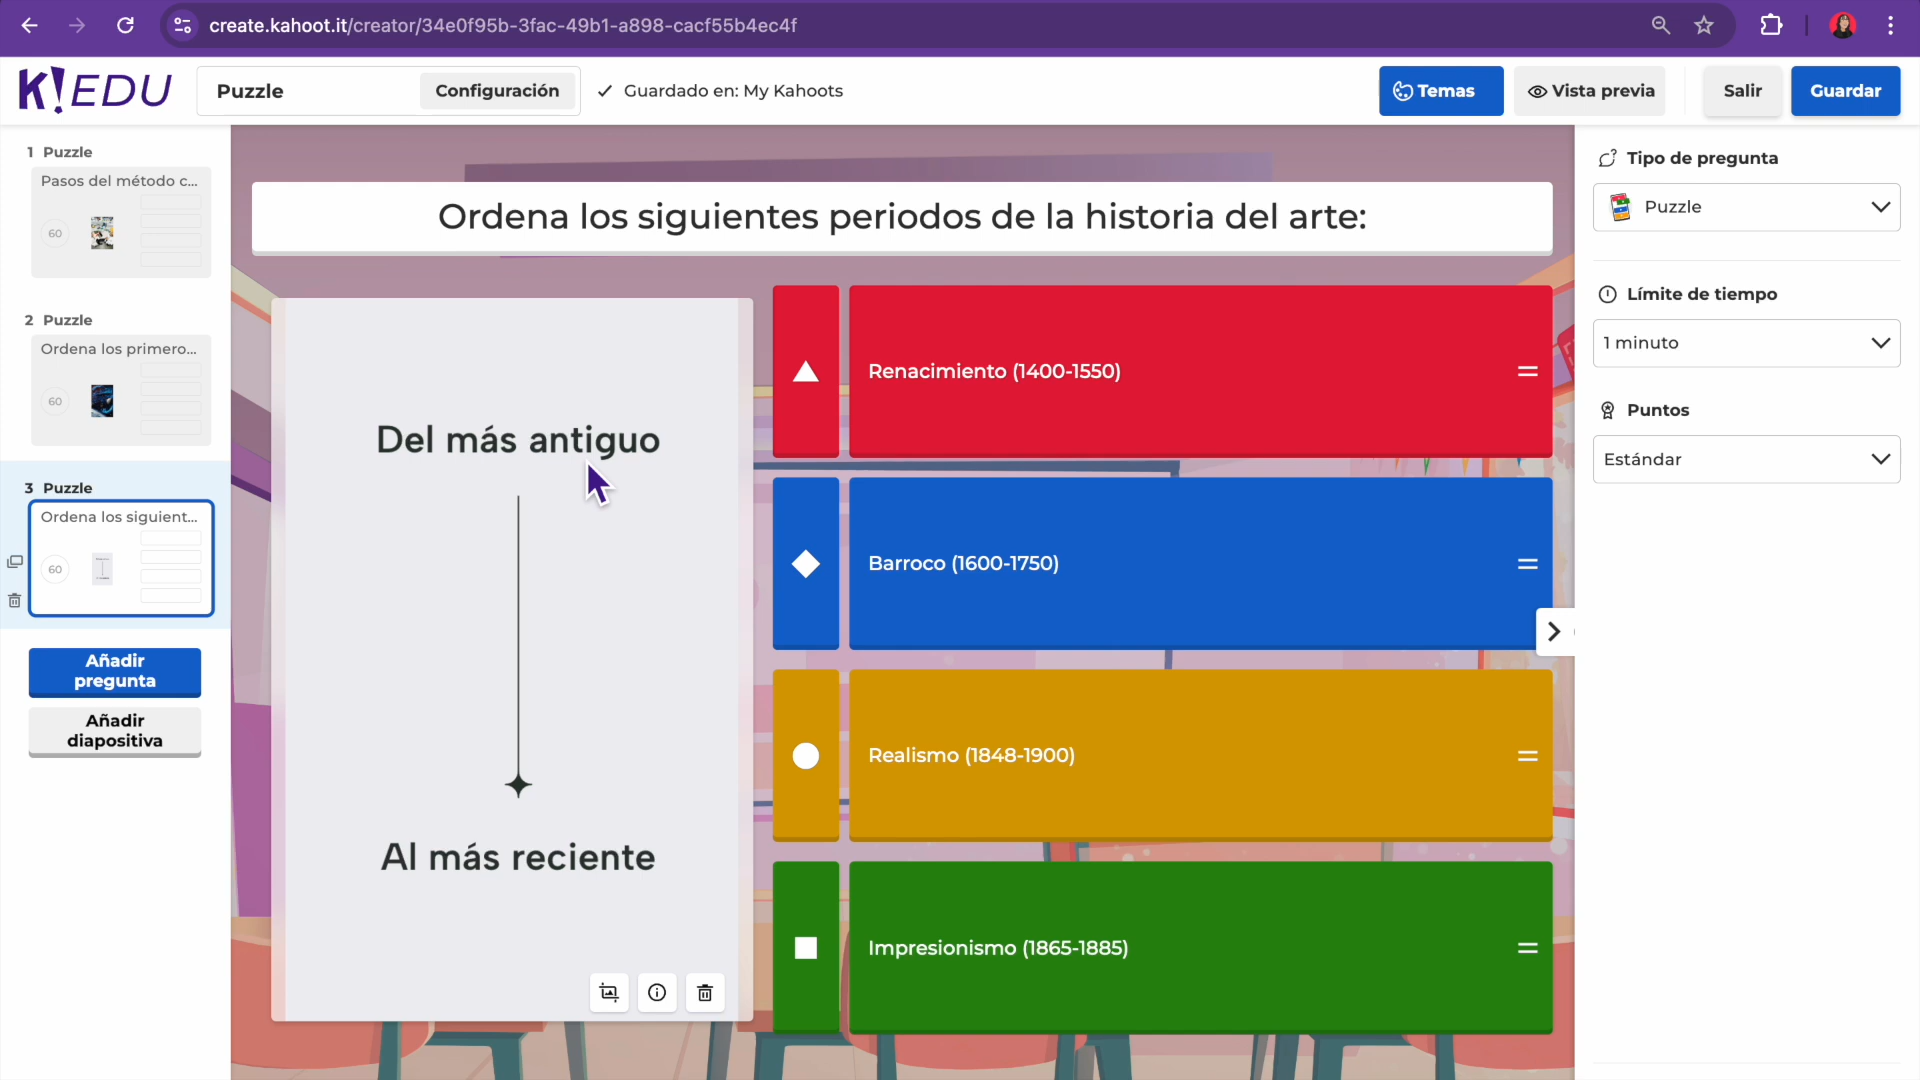 create.kahoot.it/creator/34e0f95b-3fac-49b1-a898-cacf55b4ec4f
K!EDU
Puzzle
Configuración
Guardado en: My Kahoots
Temas
Vista previa
Salir
Guardar
1 Puzzle
Pasos del método c...
60
2 Puzzle
Ordena los primero...
60
3 Puzzle
Ordena los siguient...
60
Añadir
pregunta
Añadir
diapositiva
Ordena los siguientes periodos de la historia del arte:
Del más antiguo
Al más reciente
Renacimiento (1400-1550)
Barroco (1600-1750)
Realismo (1848-1900)
Impresionismo (1865-1885)
Tipo de pregunta
Puzzle
Límite de tiempo
1 minuto
Puntos
Estándar